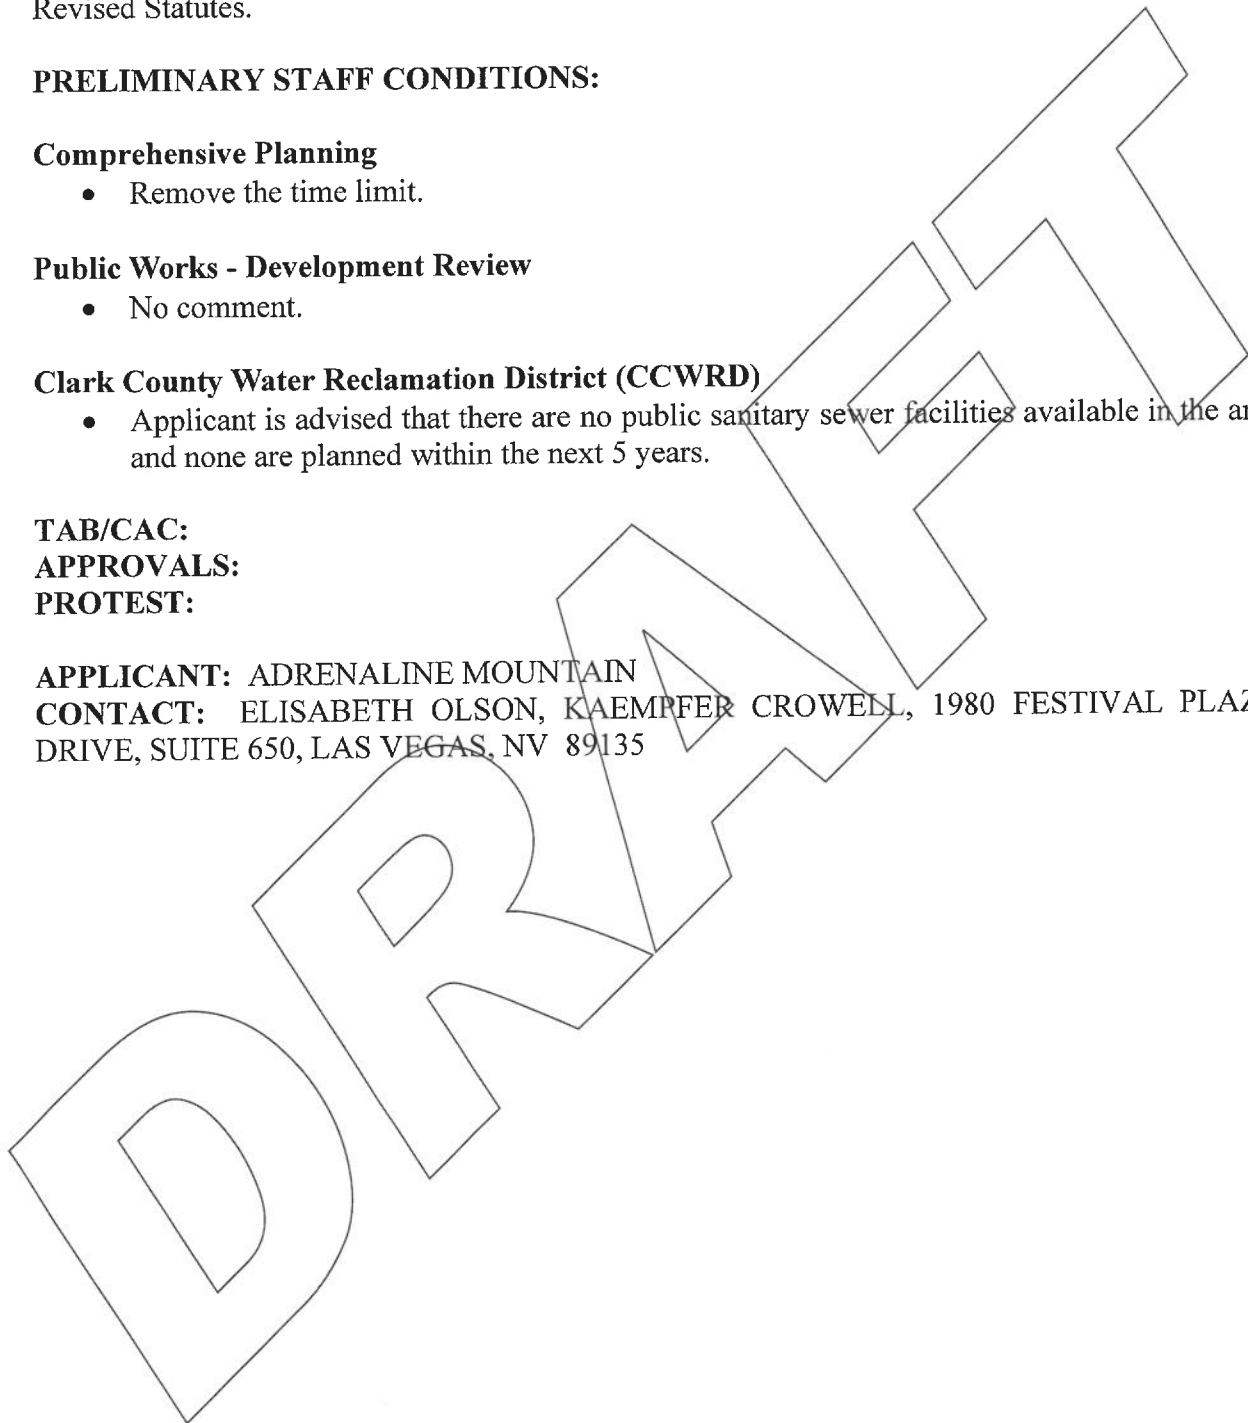 Revised Statutes.
PRELIMINARY STAFF CONDITIONS:
Comprehensive Planning
• Remove the time limit.
Public Works - Development Review
• No comment.
Clark County Water Reclamation District (CCWRD)
• Applicant is advised that there are no public sanitary sewer facilities available in the
and none are planned within the next 5 years.
TAB/CAC:
APPROVALS:
PROTEST:
APPLICANT: ADRENALINE MOUNTAIN
CONTACT: ELISABETH OLSON, KAEMPFER CROWELL, 1980 FESTIVAL
DRIVE, SUITE 650, LAS VEGAS, NV 89135
DRAFT